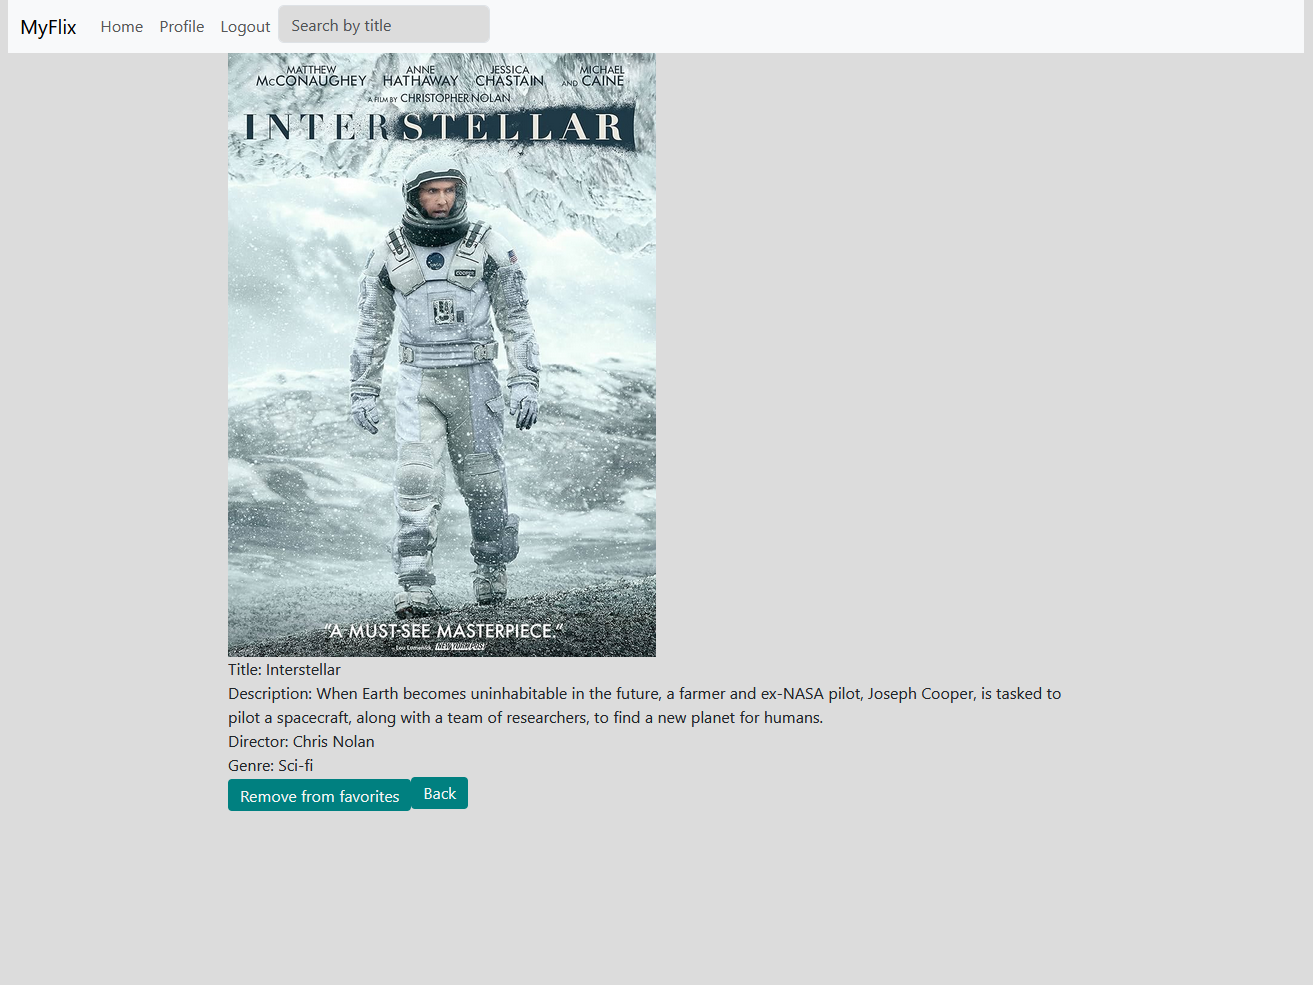 MyFlix Home Profile Logout Search by title
MATTHEW McCONAUGHEY ANNE HATHAWAY JESSICA CHASTAIN AND MICHAEL CAINE
A FILM BY CHRISTOPHER NOLAN
INTERSTELLAR
COOPER
"A MUST-SEE MASTERPIECE."
- Lou Lumenick, NEW YORK POST
Title: Interstellar
Description: When Earth becomes uninhabitable in the future, a farmer and ex-NASA pilot, Joseph Cooper, is tasked to
pilot a spacecraft, along with a team of researchers, to find a new planet for humans.
Director: Chris Nolan
Genre: Sci-fi
Remove from favorites Back